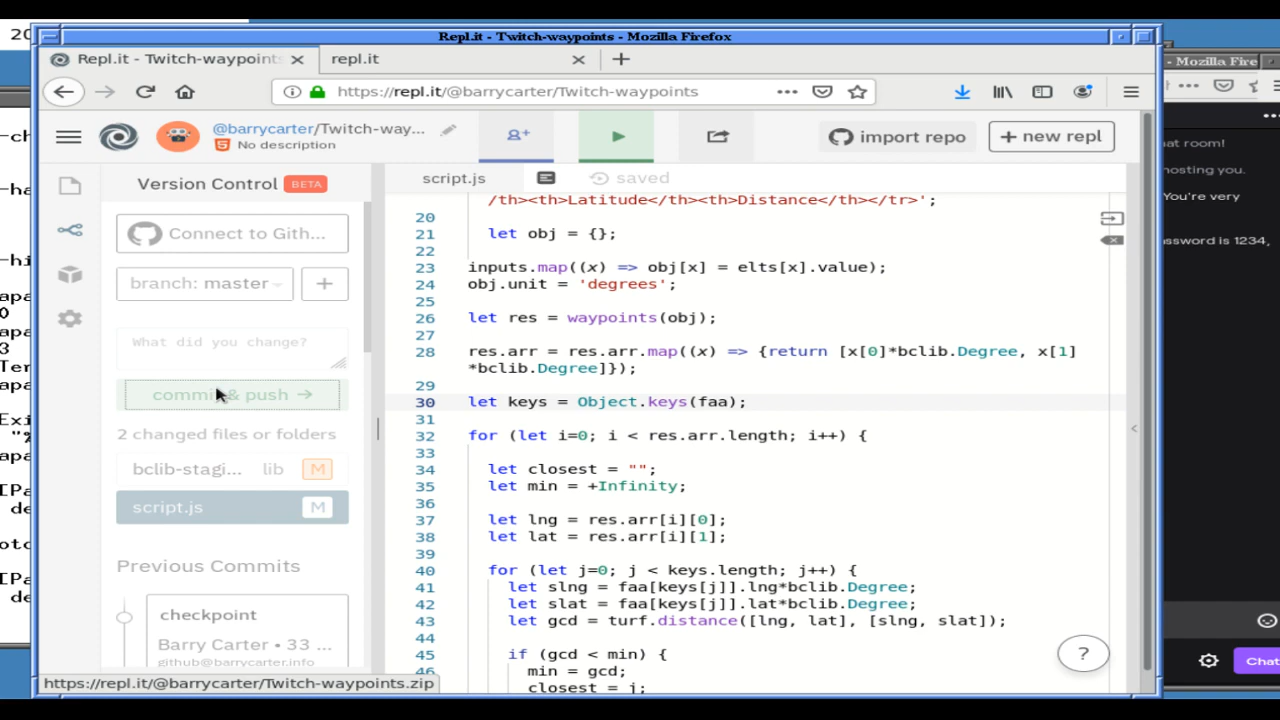 20
Repl.it - Twitch-waypoints - Mozilla Firefox
Repl.it - Twitch-waypoint
repl.it
https://repl.it/@barrycarter/Twitch-waypoints
@barrycarter/Twitch-way...
No description
import repo
+ new repl
Version Control BETA
script.js
saved
Connect to Gith...
branch: master
What did you change?
commit & push →
2 changed files or folders
bclib-stagi... lib M
script.js M
Previous Commits
checkpoint
Barry Carter • 33 ...
github@barrycarter.info
/th><th>Latitude</th><th>Distance</th></tr>';
20
21 let obj = {};
22
23 inputs.map((x) => obj[x] = elts[x].value);
24 obj.unit = 'degrees';
25
26 let res = waypoints(obj);
27
28 res.arr = res.arr.map((x) => {return [x[0]*bclib.Degree, x[1]
*bclib.Degree]});
29
30 let keys = Object.keys(faa);
31
32 for (let i=0; i < res.arr.length; i++) {
33
34 let closest = "";
35 let min = +Infinity;
36
37 let lng = res.arr[i][0];
38 let lat = res.arr[i][1];
39
40 for (let j=0; j < keys.length; j++) {
41 let slng = faa[keys[j]].lng*bclib.Degree;
42 let slat = faa[keys[j]].lat*bclib.Degree;
43 let gcd = turf.distance([lng, lat], [slng, slat]);
44
45 if (gcd < min) {
46 min = gcd;
closest = j;
?
https://repl.it/@barrycarter/Twitch-waypoints.zip
- Mozilla Fire
at room!
hosting you.
You're very
ssword is 1234,
Chat